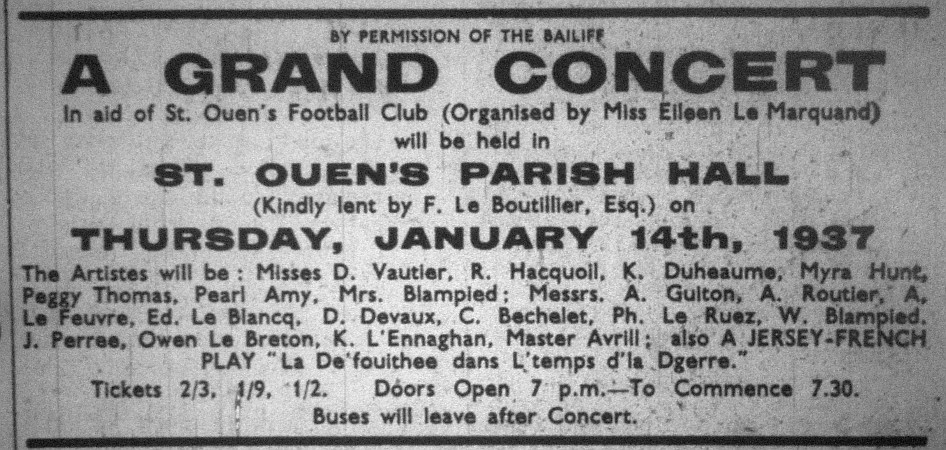 BY PERMISSION OF THE BAILIFF
A GRAND CONCERT
In aid of St. Ouen's Football Club (Organised by Miss Eileen Le Marquand)
will be held in
ST. OUEN'S PARISH HALL
(Kindly lent by F. Le Boutillier, Esq.) on
THURSDAY, JANUARY 14th, 1937
The Artistes will be : Misses D. Vautier, R. Hacquoil, K. Duheaume, Myra Hunt,
Peggy Thomas, Pearl Amy, Mrs. Blampied ; Messrs. A. Guiton, A. Routier, A.
Le Feuvre, Ed. Le Blancq, D. Devaux, C. Bechelet, Ph. Le Ruez, W. Blampied.
J. Perree, Owen Le Breton, K. L'Ennaghan, Master Avrill ; also A JERSEY-FRENCH
PLAY "La De'fouithee dans L'temps d'la Dgerre."
Tickets 2/3, 1/9, 1/2. Doors Open 7 p.m.—To Commence 7.30.
Buses will leave after Concert.